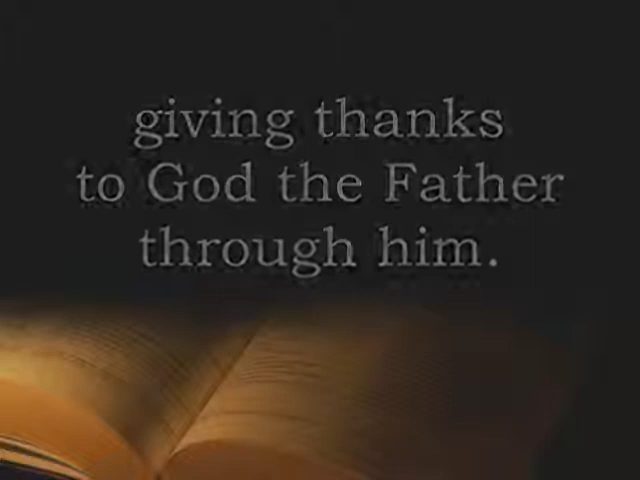 giving thanks
to God the Father
through him.